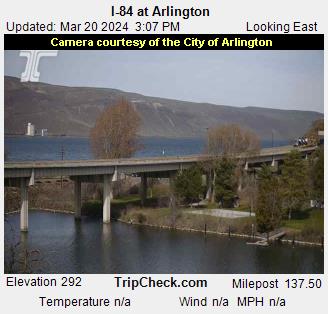 I-84 at Arlington
Updated: Mar 20 2024 3:07 PM Looking East
Camera courtesy of the City of Arlington
Elevation 292 TripCheck.com Milepost 137.50
Temperature n/a Wind n/a MPH n/a